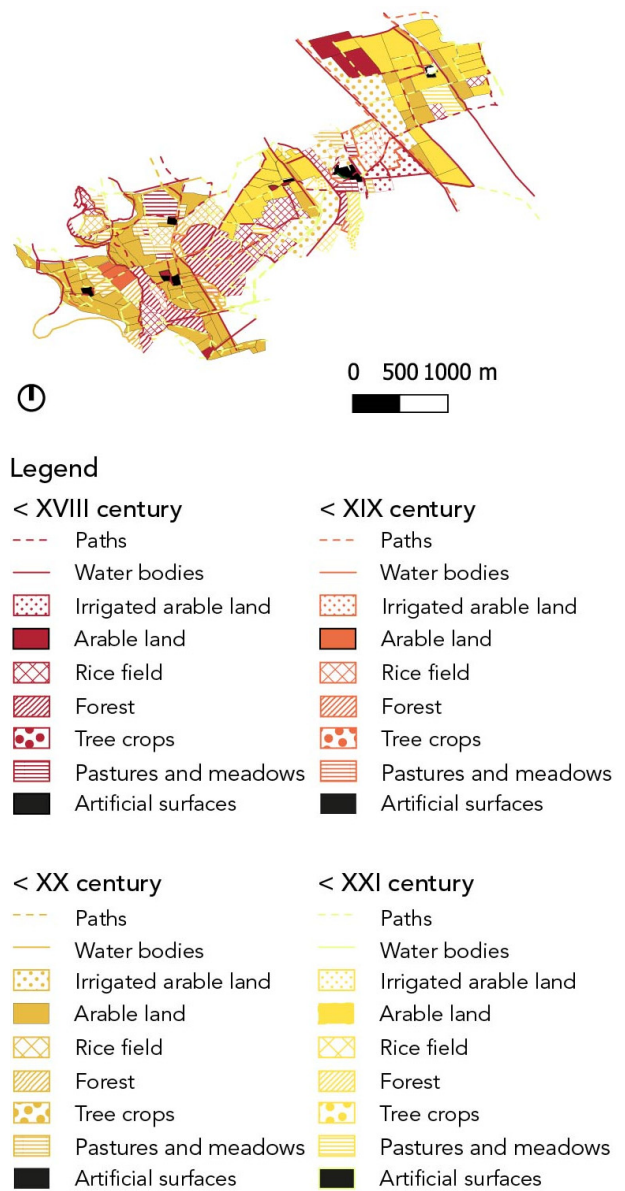 0 500 1000 m
Legend
< XVIII century
Paths
Water bodies
Irrigated arable land
Arable land
Rice field
Forest
Tree crops
Pastures and meadows
Artificial surfaces
< XIX century
Paths
Water bodies
Irrigated arable land
Arable land
Rice field
Forest
Tree crops
Pastures and meadows
Artificial surfaces
< XX century
Paths
Water bodies
Irrigated arable land
Arable land
Rice field
Forest
Tree crops
Pastures and meadows
Artificial surfaces
< XXI century
Paths
Water bodies
Irrigated arable land
Arable land
Rice field
Forest
Tree crops
Pastures and meadows
Artificial surfaces